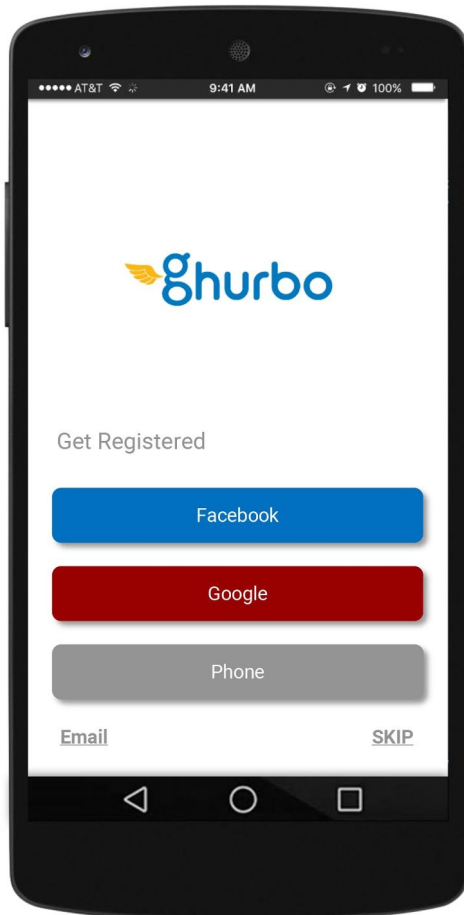 AT&T 9:41 AM 100%
ghurbo
Get Registered
Facebook
Google
Phone
Email SKIP